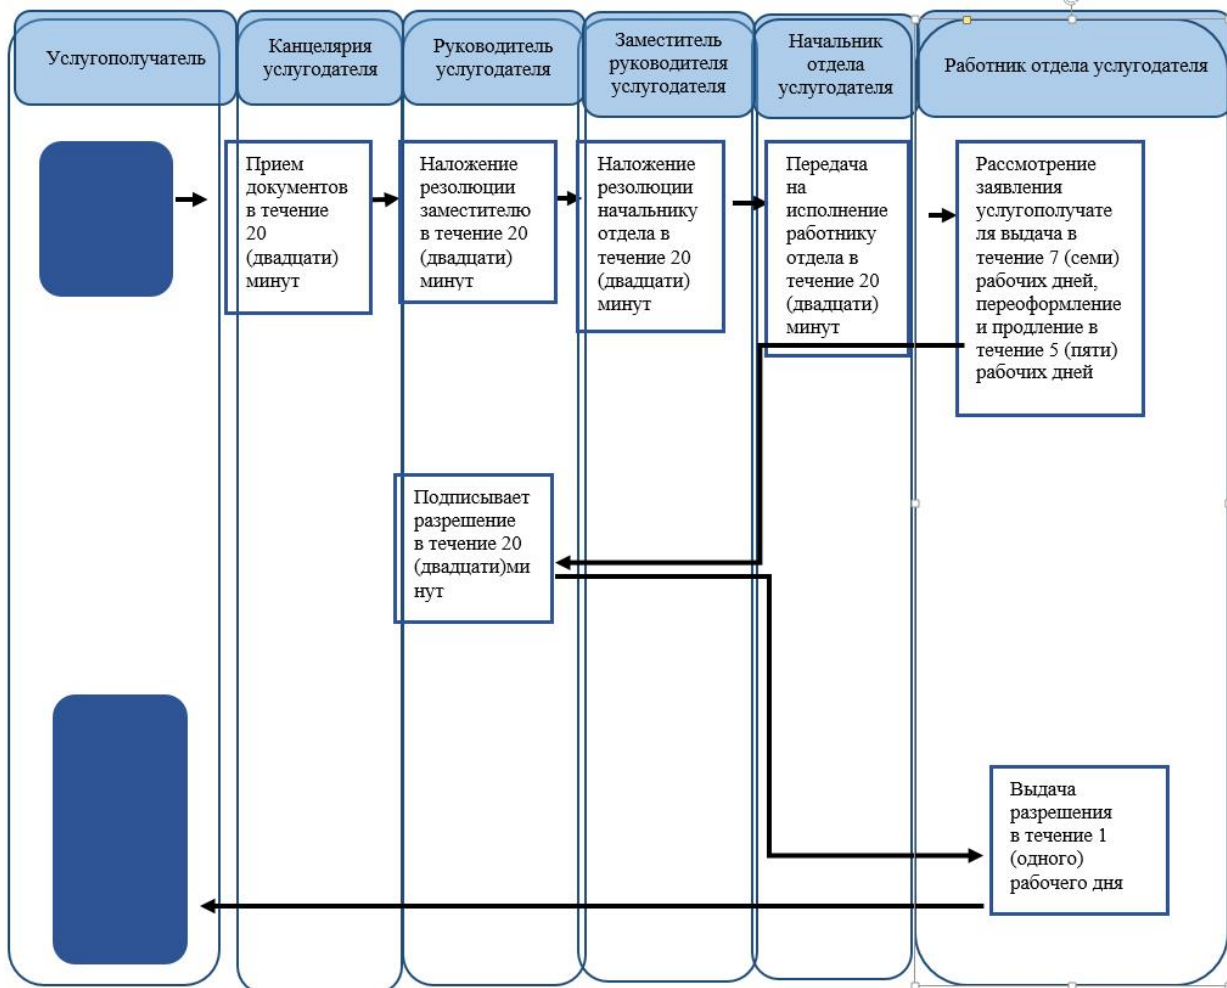 Услугополучатель
Канцелярия
услугодателя
Руководитель
услугодателя
Заместитель
руководителя
услугодателя
Начальник
отдела
услугодателя
Работник отдела услугодателя
Прием
документов
в течение
20
(двадцати)
минут
Наложение
резолюции
заместителю
в течение 20
(двадцати)
минут
Наложение
резолюции
начальнику
отдела в
течение 20
(двадцати)
минут
Передача
на
исполнение
работнику
отдела в
течение 20
(двадцати)
минут
Рассмотрение
заявления
услугополучате
ля выдача в
течение 7 (семи)
рабочих дней,
переоформление
и продление в
течение 5 (пяти)
рабочих дней
Подписывает
разрешение
в течение 20
(двадцати)ми
нут
Выдача
разрешения
в течение 1
(одного)
рабочего дня